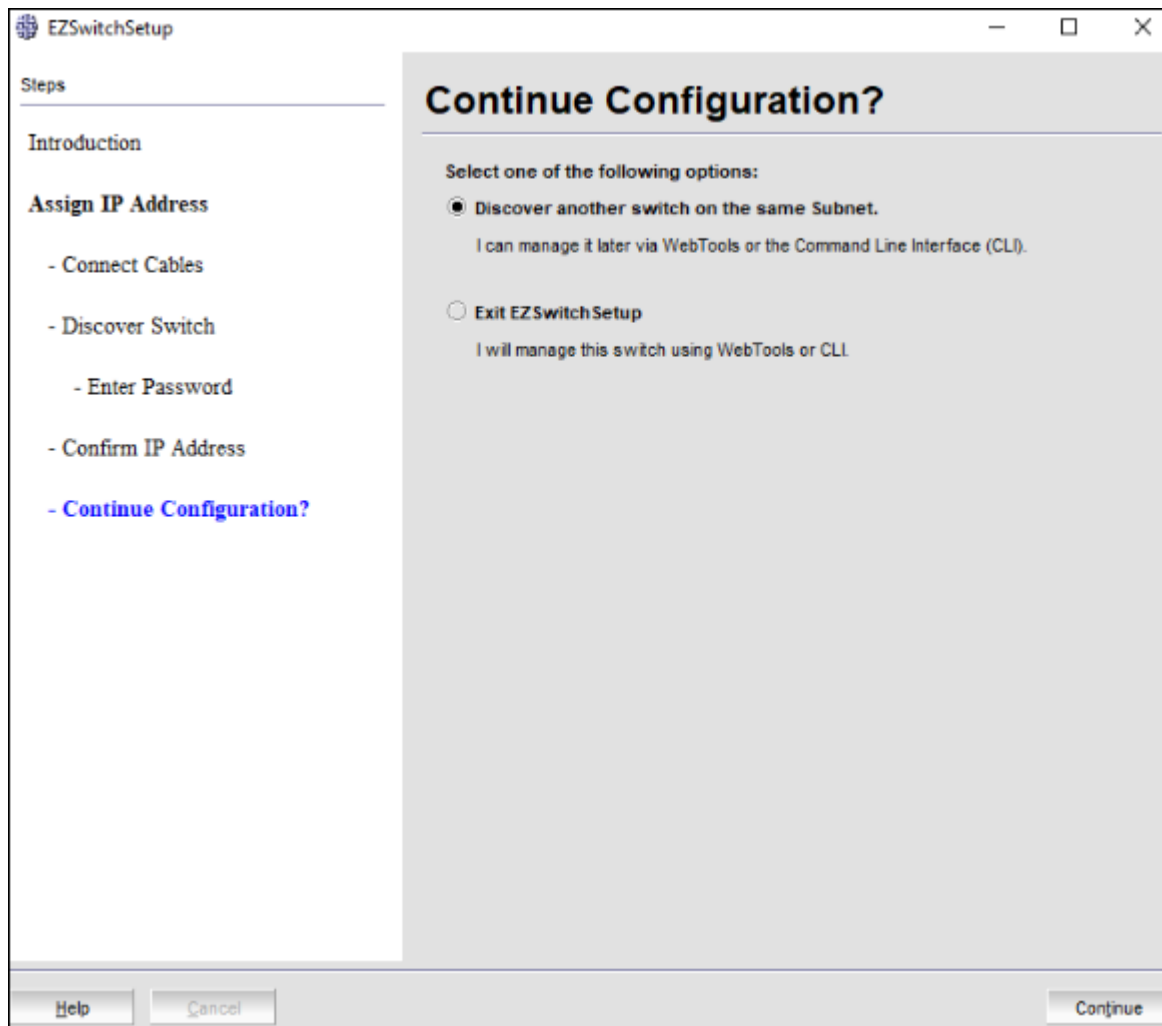 EZSwitchSetup
Steps
Introduction
Assign IP Address
- Connect Cables
- Discover Switch
- Enter Password
- Confirm IP Address
- Continue Configuration?
Continue Configuration?
Select one of the following options:
Discover another switch on the same Subnet.
I can manage it later via WebTools or the Command Line Interface (CLI).
Exit EZSwitchSetup
I will manage this switch using WebTools or CLI.
Help
Cancel
Continue